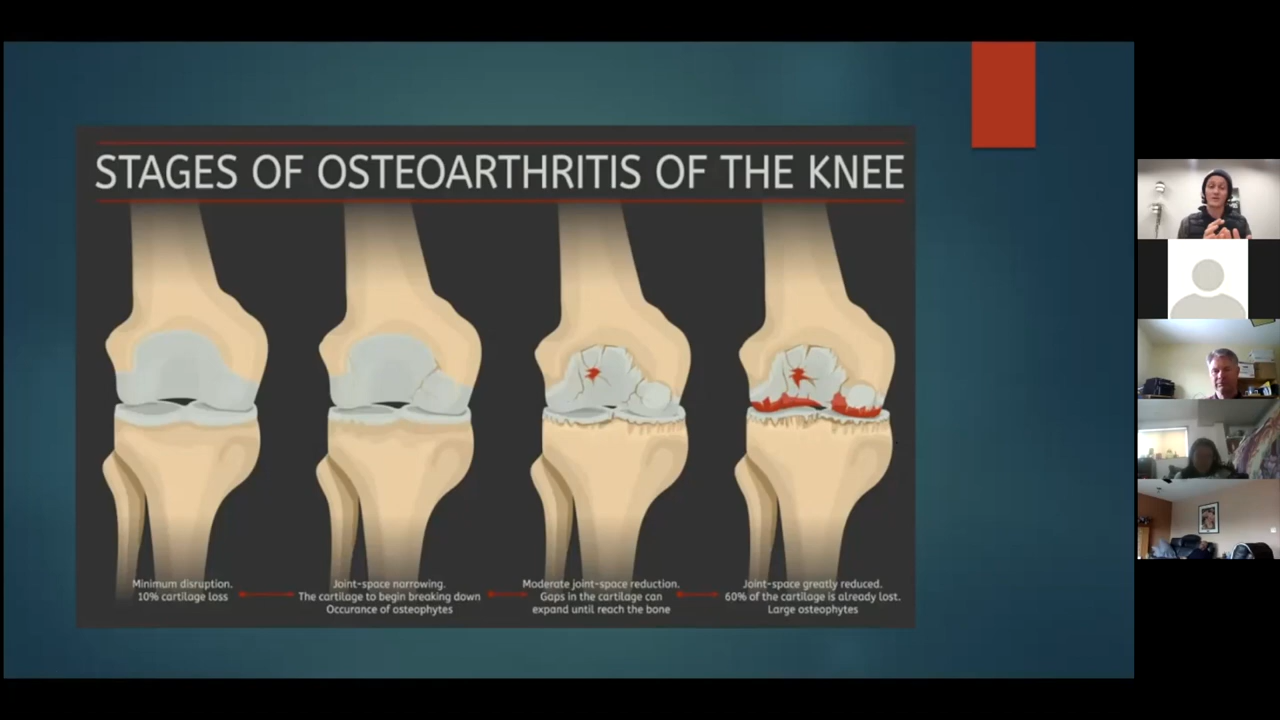 STAGES OF OSTEOARTHRITIS OF THE KNEE
Minimum disruption.
10% cartilage loss
Joint-space narrowing.
The cartilage to begin breaking down
Occurance of osteophytes
Moderate joint-space reduction.
Gaps in the cartilage can
expand until reach the bone
Joint-space greatly reduced.
60% of the cartilage is already lost.
Large osteophytes